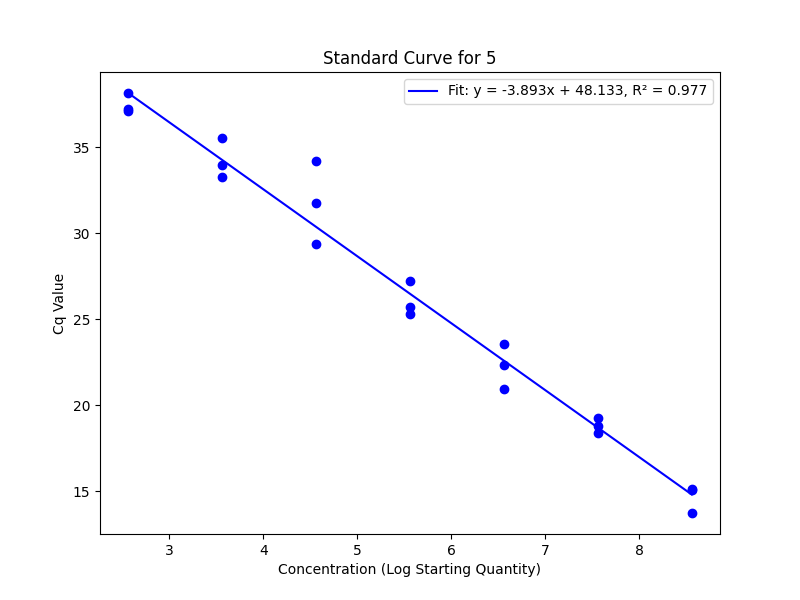 Standard Curve for 5
Fit: y = -3.893x + 48.133, R² = 0.977
35
30
25
20
15
Cq Value
3 4 5 6 7 8
Concentration (Log Starting Quantity)